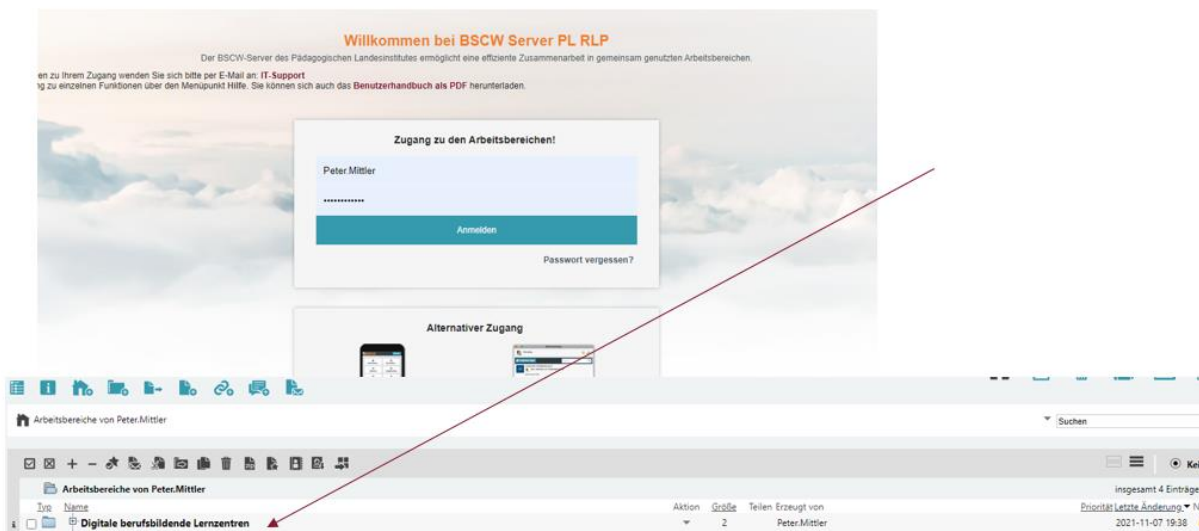 Willkommen bei BSCW Server PL RLP
Der BSCW-Server des Pädagogischen Landesinstitutes ermöglicht eine effiziente Zusammenarbeit in gemeinsam genutzten Arbeitsbereichen.
en zu Ihrem Zugang wenden Sie sich bitte per E-Mail an: IT-Support
ng zu einzelnen Funktionen über den Menüpunkt Hilfe. Sie können sich auch das Benutzerhandbuch als PDF herunterladen.
Zugang zu den Arbeitsbereichen!
Peter.Mittler
••••••••••••
Anmelden
Passwort vergessen?
Alternativer Zugang
Arbeitsbereiche von Peter.Mittler
Suchen
Kei
Arbeitsbereiche von Peter.Mittler insgesamt 4 Einträge
Typ Name Aktion Größe Teilen Erzeugt von Priorität Letzte Änderung N
Digitale berufsbildende Lernzentren 2 Peter.Mittler 2021-11-07 19:33